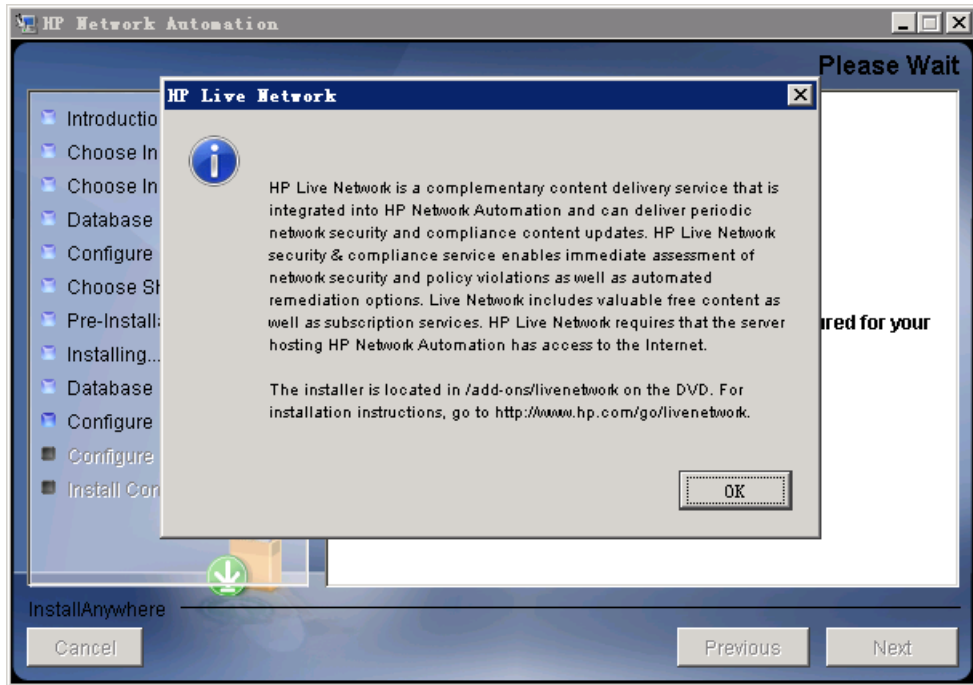 HP Network Automation
Please Wait
Introductio
Choose In
Choose In
Database
Configure
Choose Sh
Pre-Install
Installing...
Database
Configure
Configure
Install Con
HP Live Network
HP Live Network is a complementary content delivery service that is
integrated into HP Network Automation and can deliver periodic
network security and compliance content updates. HP Live Network
security & compliance service enables immediate assessment of
network security and policy violations as well as automated
remediation options. Live Network includes valuable free content as
well as subscription services. HP Live Network requires that the server
hosting HP Network Automation has access to the Internet.
The installer is located in /add-ons/livenetwork on the DVD. For
installation instructions, go to http://www.hp.com/go/livenetwork.
OK
ured for your
InstallAnywhere
Cancel
Previous
Next